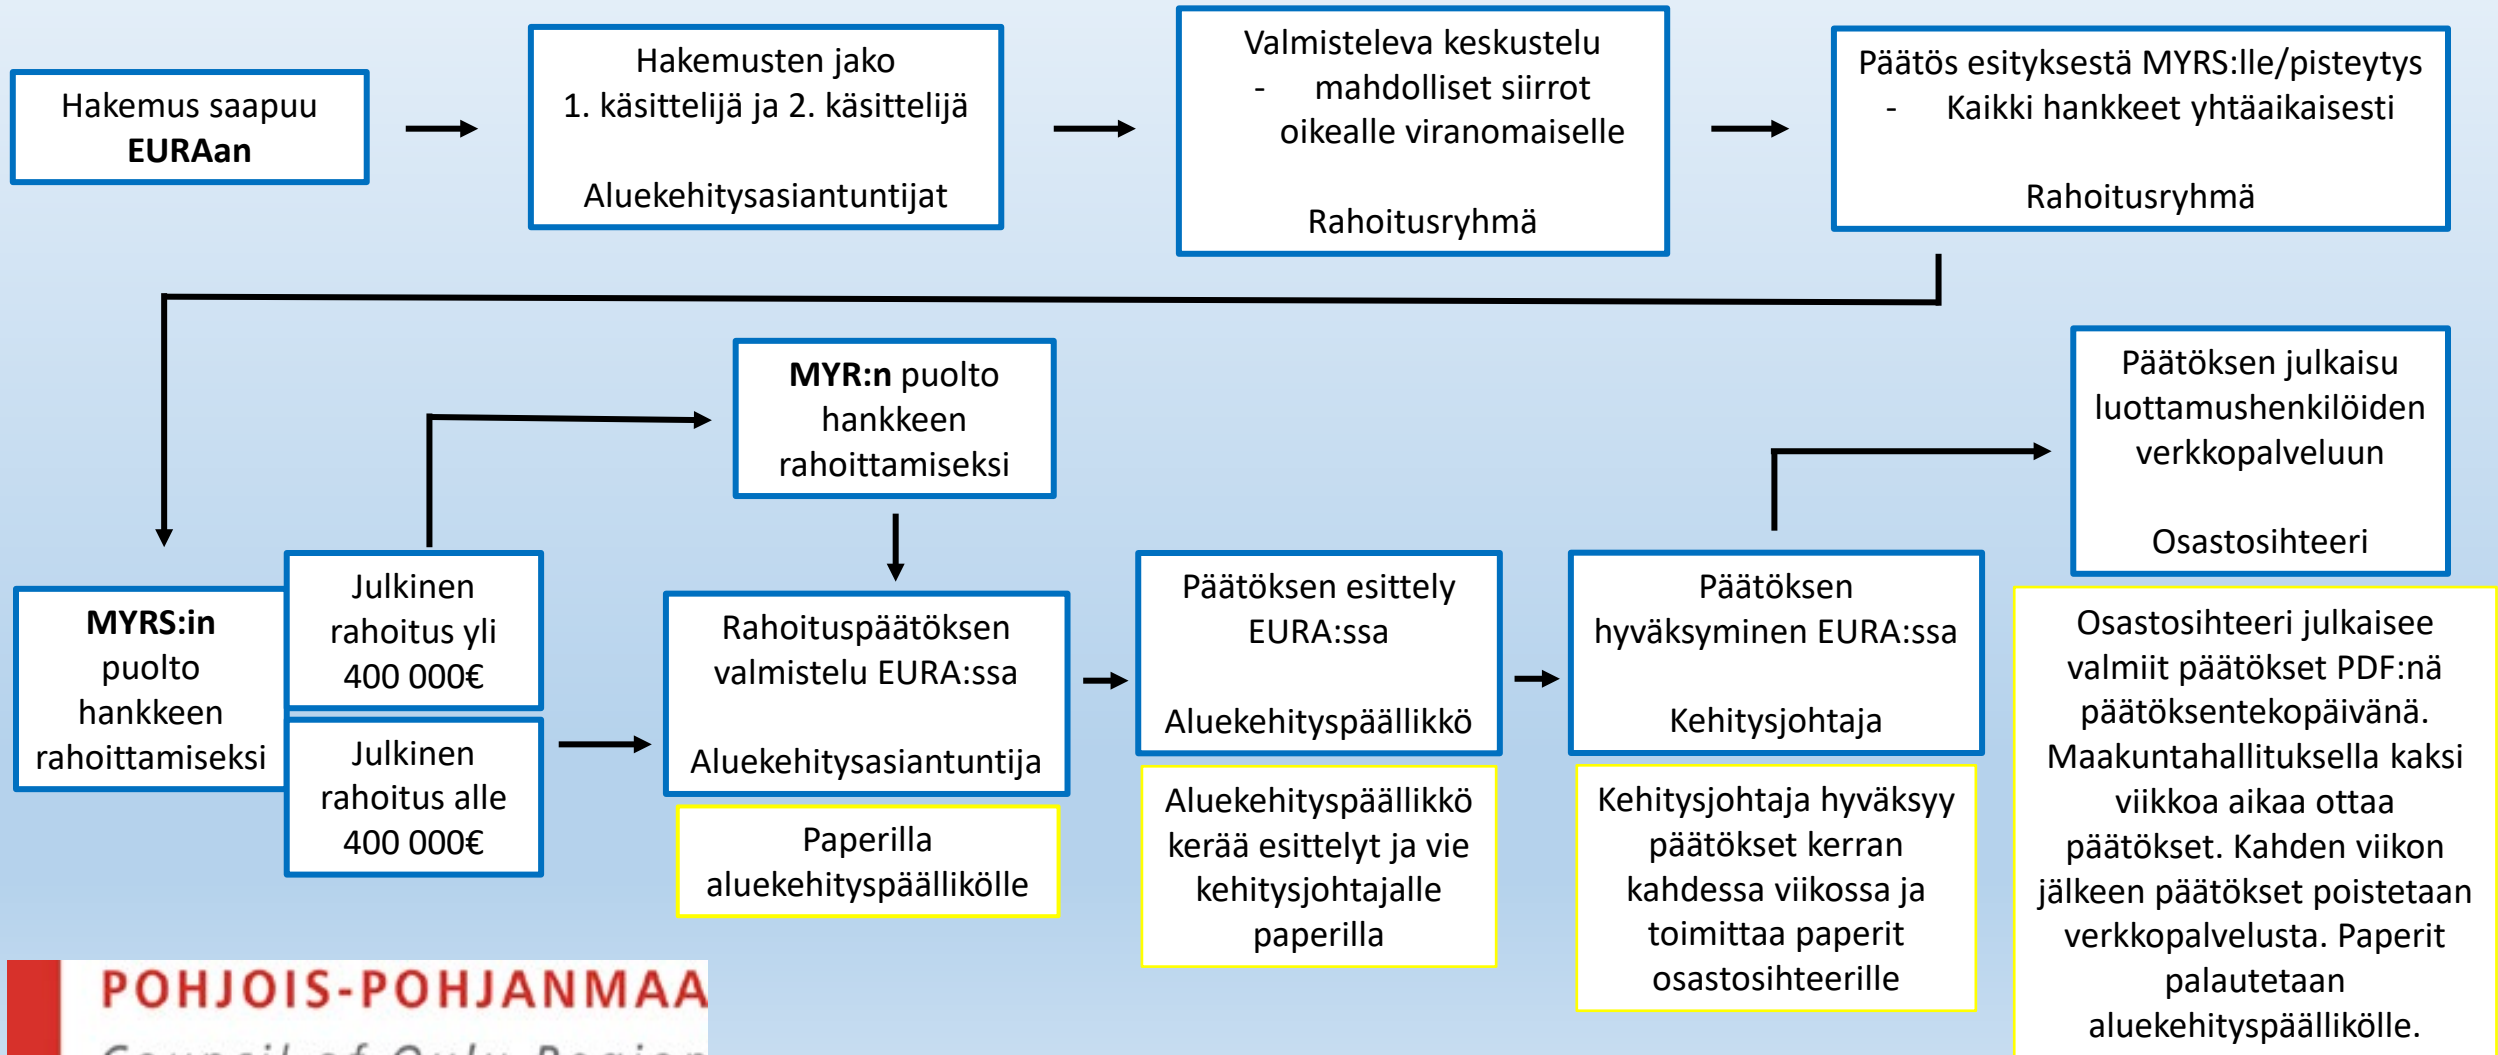 Hakemus saapuu
EURAan
Hakemusten jako
1. käsittelijä ja 2. käsittelijä
Aluekehitysasiantuntijat
Valmisteleva keskustelu
- mahdolliset siirrot
oikealle viranomaiselle
Rahoitusryhmä
Päätös esityksestä MYRS:lle/pisteytys
- Kaikki hankkeet yhtäaikaisesti
Rahoitusryhmä
MYRS:in
puolto
hankkeen
rahoittamiseksi
Julkinen
rahoitus yli
400 000€
Julkinen
rahoitus alle
400 000€
MYR:n puolto
hankkeen
rahoittamiseksi
Rahoituspäätöksen
valmistelu EURA:ssa
Aluekehitysasiantuntija
Paperilla
aluekehityspäällikölle
Päätöksen esittely
EURA:ssa
Aluekehityspäällikkö
Aluekehityspäällikkö
kerää esittelyt ja vie
kehitysjohtajalle
paperilla
Päätöksen
hyväksyminen EURA:ssa
Kehitysjohtaja
Kehitysjohtaja hyväksyy
päätökset kerran
kahdessa viikossa ja
toimittaa paperit
osastosihteerille
Päätöksen julkaisu
luottamushenkilöiden
verkkopalveluun
Osastosihteeri
Osastosihteeri julkaisee
valmiit päätökset PDF:nä
päätöksentekopäivänä.
Maakuntahallituksella kaksi
viikkoa aikaa ottaa
päätökset. Kahden viikon
jälkeen päätökset poistetaan
verkkopalvelusta. Paperit
palautetaan
aluekehityspäällikölle.
POHJOIS-POHJANMAA
Council of Oulu Region